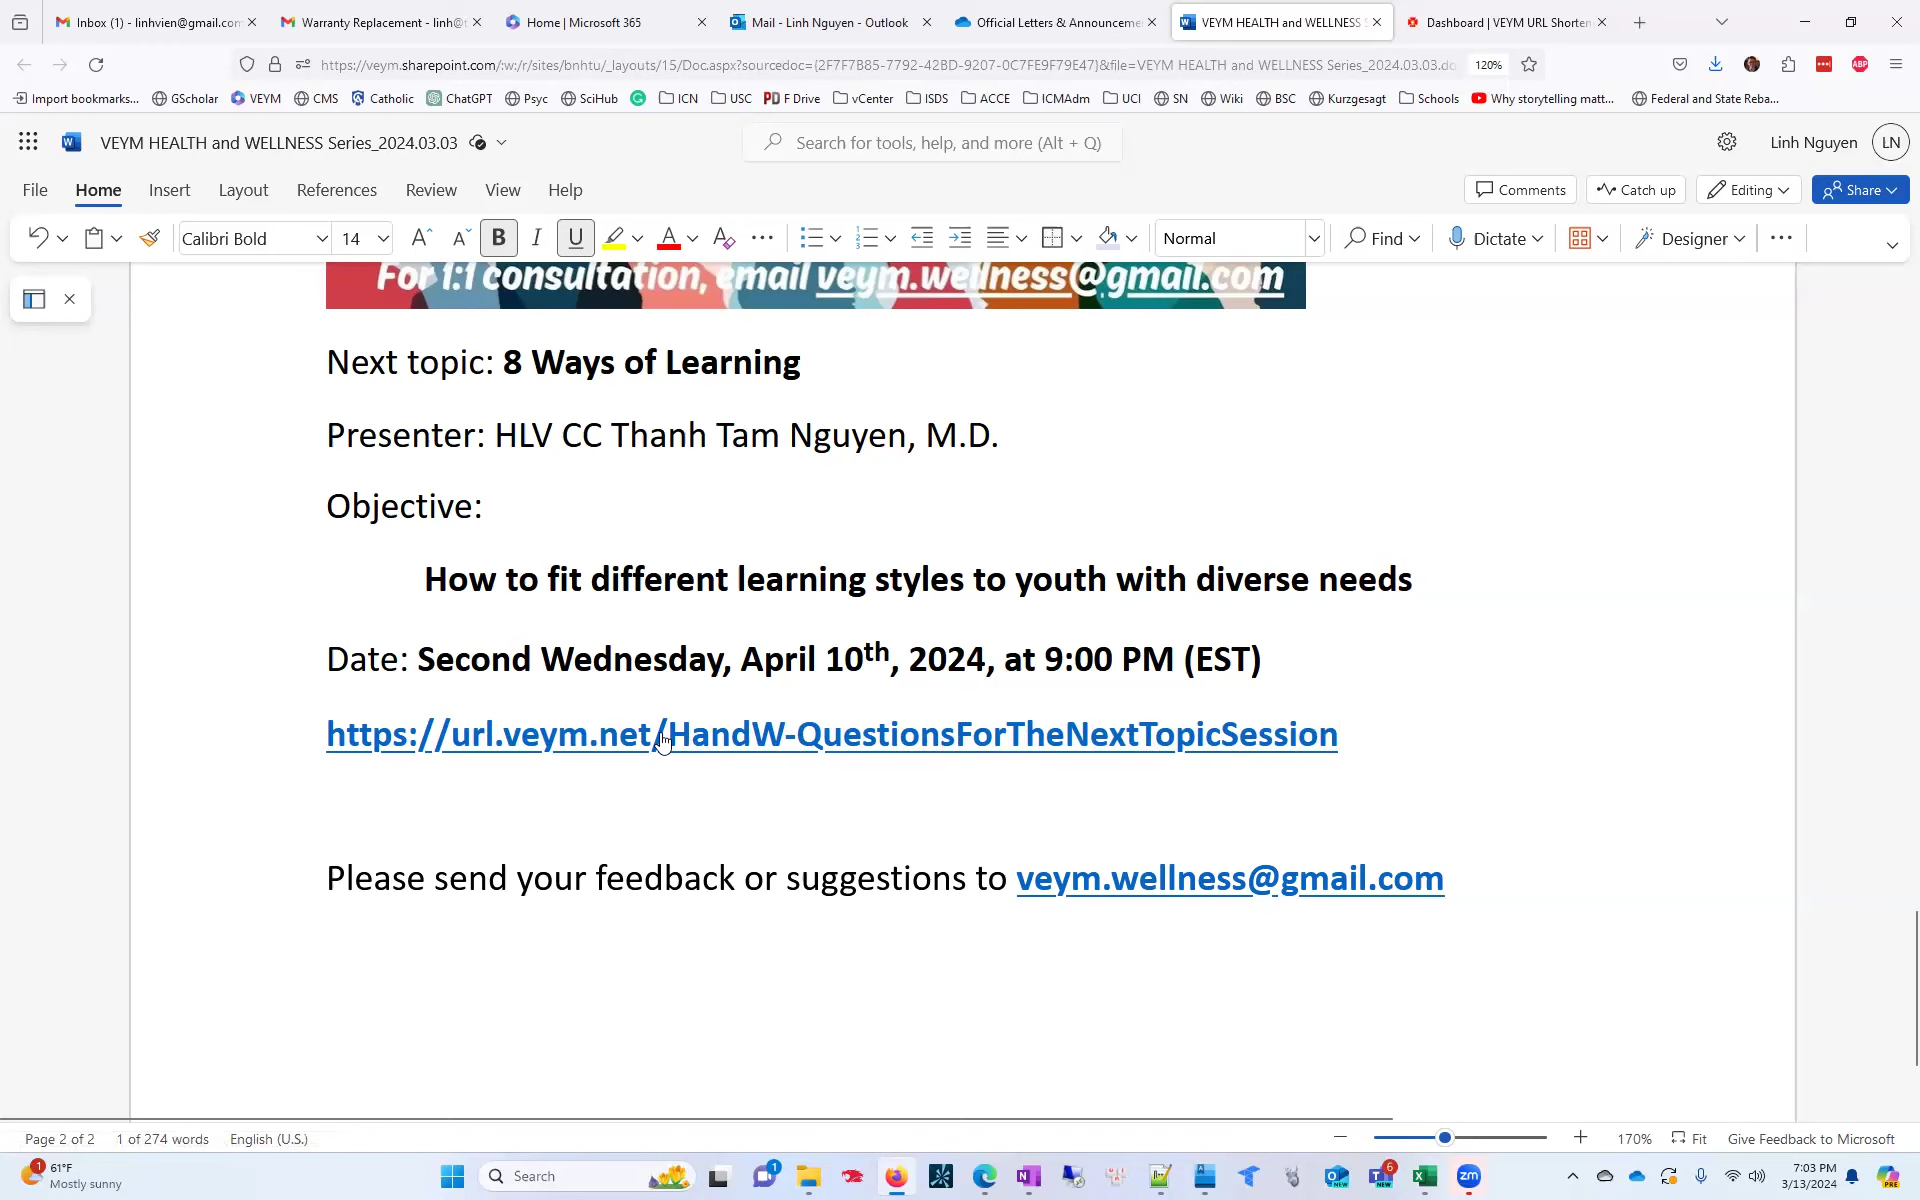 Inbox (1) - linhvien@gmail.com
Warranty Replacement - linh@t
Home | Microsoft 365
Mail - Linh Nguyen - Outlook
Official Letters & Announceme
VEYM HEALTH and WELLNESS S
Dashboard | VEYM URL Shorten
https://veym.sharepoint.com/:w:/r/sites/bnhtu/_layouts/15/Doc.aspx?sourcedoc={2F7F7B85-7792-42BD-9207-0C7FE9F79E47}&file=VEYM HEALTH and WELLNESS Series_2024.03.03.do
120%
ABP
Import bookmarks...
GScholar
VEYM
CMS
Catholic
ChatGPT
Psyc
SciHub
ICN
USC
PD F Drive
vCenter
ISDS
ACCE
ICMAdm
UCI
SN
Wiki
BSC
Kurzgesagt
Schools
Why storytelling matt...
Federal and State Reba...
VEYM HEALTH and WELLNESS Series_2024.03.03
Search for tools, help, and more (Alt + Q)
Linh Nguyen
LN
File
Home
Insert
Layout
References
Review
View
Help
Comments
Catch up
Editing
Share
Calibri Bold
14
B
I
U
Normal
Find
Dictate
Designer
For 1:1 consultation, email veym.wellness@gmail.com
Next topic: 8 Ways of Learning
Presenter: HLV CC Thanh Tam Nguyen, M.D.
Objective:
How to fit different learning styles to youth with diverse needs
Date: Second Wednesday, April 10th, 2024, at 9:00 PM (EST)
https://url.veym.net/HandW-QuestionsForTheNextTopicSession
Please send your feedback or suggestions to veym.wellness@gmail.com
Page 2 of 2
1 of 274 words
English (U.S.)
170%
Fit
Give Feedback to Microsoft
1
61°F
Mostly sunny
Search
1
6
zm
7:03 PM
3/13/2024
PRE